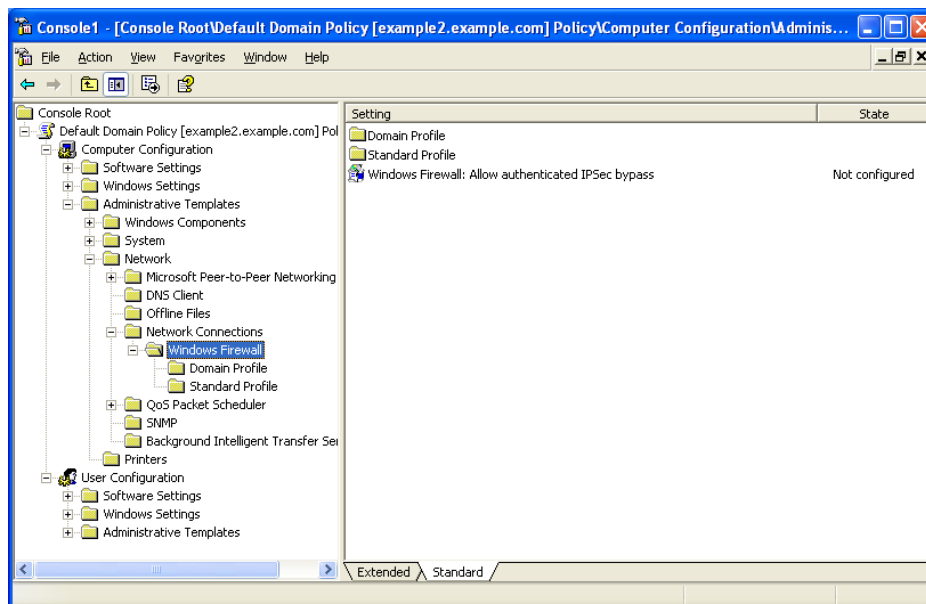 Console1 - [Console Root\Default Domain Policy [example2.example.com] Policy\Computer Configuration\Adminis...
File Action View Favorites Window Help
Console Root
Default Domain Policy [example2.example.com] Pol
Computer Configuration
Software Settings
Windows Settings
Administrative Templates
Windows Components
System
Network
Microsoft Peer-to-Peer Networking
DNS Client
Offline Files
Network Connections
Windows Firewall
Domain Profile
Standard Profile
QoS Packet Scheduler
SNMP
Background Intelligent Transfer Ser
Printers
User Configuration
Software Settings
Windows Settings
Administrative Templates
Setting State
Domain Profile
Standard Profile
Windows Firewall: Allow authenticated IPSec bypass Not configured
Extended Standard